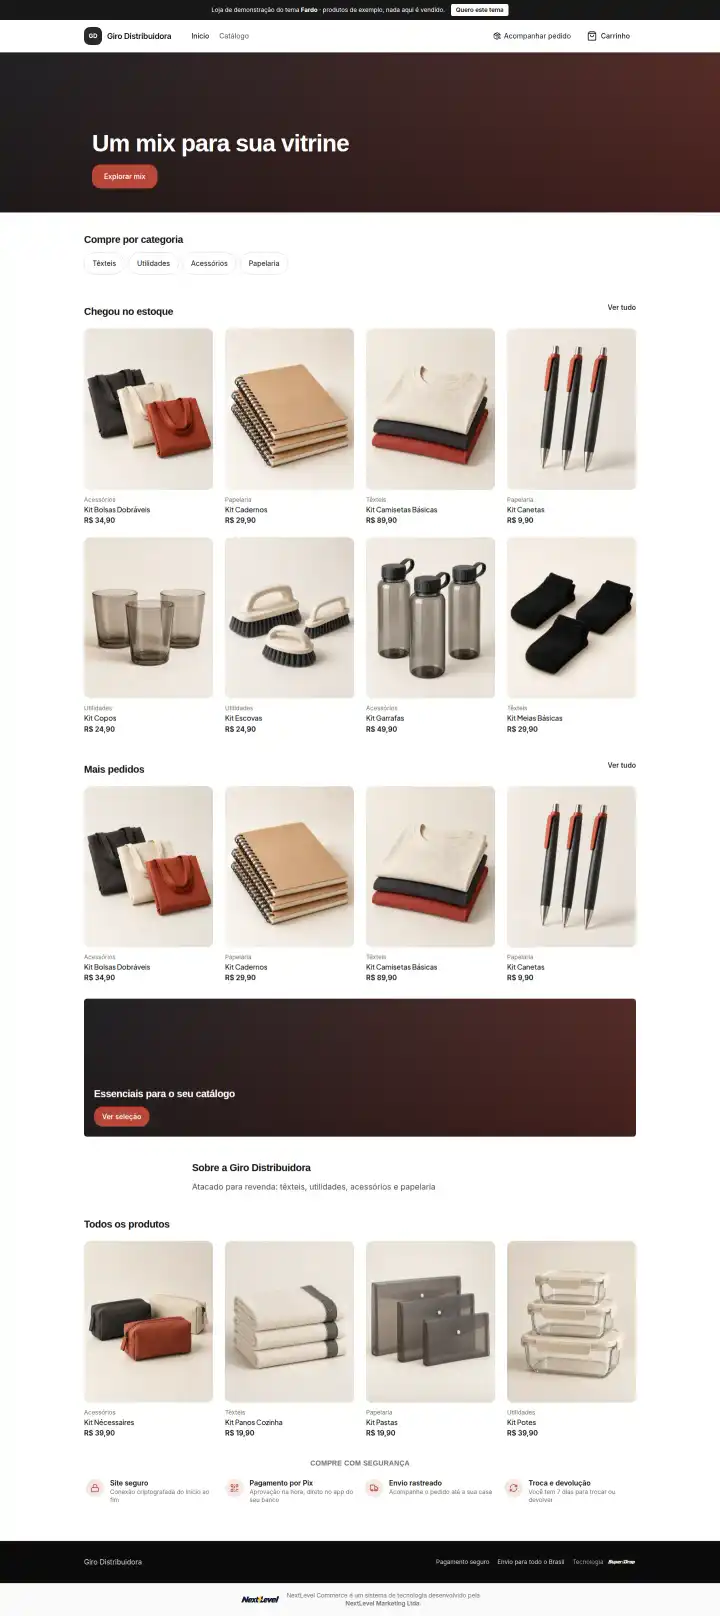 Loja de demonstração do tema Fardo · produtos de exemplo, nada aqui é vendido. Quero este tema
GD Giro Distribuidora Início Catálogo Acompanhar pedido Carrinho
Um mix para sua vitrine
Explorar mix
Compre por categoria
Têxteis Utilidades Acessórios Papelaria
Chegou no estoque Ver tudo
Acessórios Papelaria Têxteis Papelaria
Kit Bolsas Dobráveis Kit Cadernos Kit Camisetas Básicas Kit Canetas
R$ 34,90 R$ 29,90 R$ 89,90 R$ 9,90
Utilidades Utilidades Acessórios Têxteis
Kit Copos Kit Escovas Kit Garrafas Kit Meias Básicas
R$ 24,90 R$ 24,90 R$ 49,90 R$ 29,90
Mais pedidos Ver tudo
Acessórios Papelaria Têxteis Papelaria
Kit Bolsas Dobráveis Kit Cadernos Kit Camisetas Básicas Kit Canetas
R$ 34,90 R$ 29,90 R$ 89,90 R$ 9,90
Essenciais para o seu catálogo
Ver seleção
Sobre a Giro Distribuidora
Atacado para revenda: têxteis, utilidades, acessórios e papelaria
Todos os produtos
Acessórios Têxteis Papelaria Utilidades
Kit Nécessaires Kit Panos Cozinha Kit Pastas Kit Potes
R$ 39,90 R$ 19,90 R$ 19,90 R$ 39,90
COMPRE COM SEGURANÇA
Site seguro Pagamento por Pix Envio rastreado Troca e devolução
Conexão criptografada do início ao fim Aprovação na hora, direto no app do seu banco Acompanhe o pedido até a sua casa Você tem 7 dias para trocar ou devolver
Giro Distribuidora Pagamento seguro Envio para todo o Brasil Tecnologia SuperDrop
NextLevel NextLevel Commerce é um sistema de tecnologia desenvolvido pela
NextLevel Marketing Ltda.